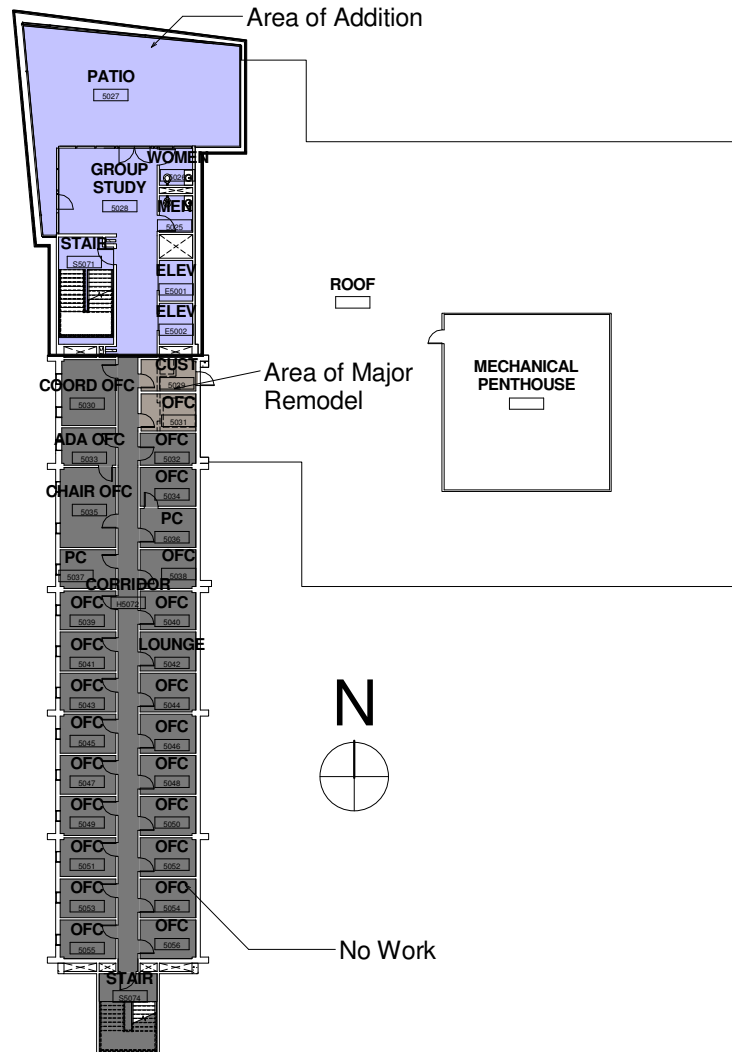 Area of Addition
PATIO
5027
WOMEN
5026
GROUP
STUDY
5028
MEN
5025
STAIR
S5071
ELEV
E5001
ELEV
E5002
ROOF
MECHANICAL
PENTHOUSE
CUST
5029
Area of Major
Remodel
COORD OFC
5030
OFC
5031
ADA OFC
5033
OFC
5032
CHAIR OFC
5035
OFC
5034
PC
5036
PC
5037
OFC
5038
CORRIDOR
H5072
OFC
5039
OFC
5040
OFC
5041
LOUNGE
5042
OFC
5043
OFC
5044
OFC
5045
OFC
5046
OFC
5047
OFC
5048
OFC
5049
OFC
5050
OFC
5051
OFC
5052
OFC
5053
OFC
5054
OFC
5055
OFC
5056
N
No Work
STAIR
S5074